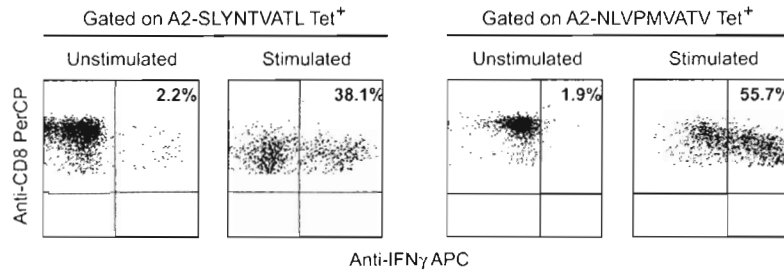 Gated on A2-SLYNTVATL Tet+ Gated on A2-NLVPMVATV Tet+
Unstimulated Stimulated Unstimulated Stimulated
2.2% 38.1% 1.9% 55.7%
Anti-CD8 PerCP
Anti-IFNγ APC